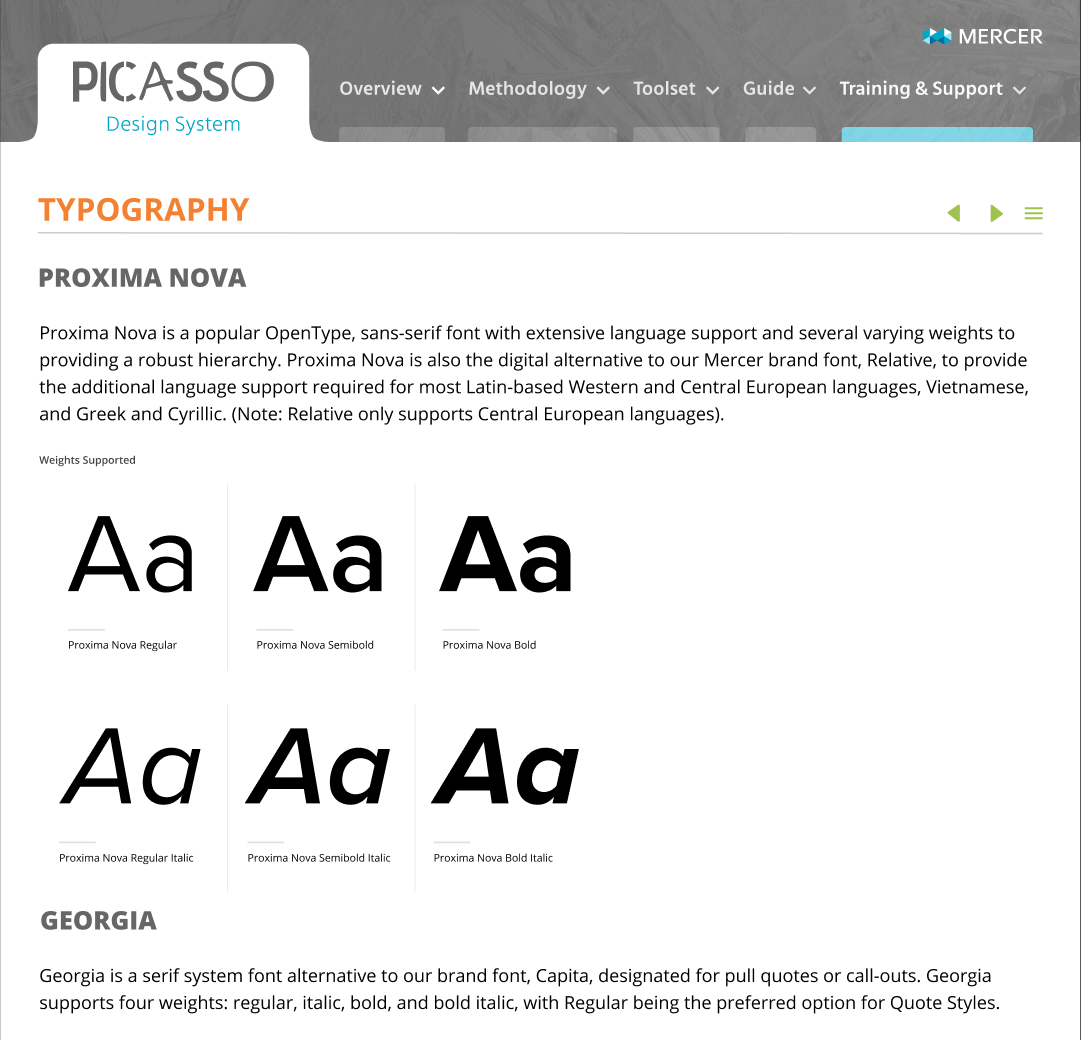 MERCER
PICASSO
Design System
Overview Methodology Toolset Guide Training & Support
TYPOGRAPHY
PROXIMA NOVA
Proxima Nova is a popular OpenType, sans-serif font with extensive language support and several varying weights to
providing a robust hierarchy. Proxima Nova is also the digital alternative to our Mercer brand font, Relative, to provide
the additional language support required for most Latin-based Western and Central European languages, Vietnamese,
and Greek and Cyrillic. (Note: Relative only supports Central European languages).
Weights Supported
Aa Aa Aa
Proxima Nova Regular Proxima Nova Semibold Proxima Nova Bold
Aa Aa Aa
Proxima Nova Regular Italic Proxima Nova Semibold Italic Proxima Nova Bold Italic
GEORGIA
Georgia is a serif system font alternative to our brand font, Capita, designated for pull quotes or call-outs. Georgia
supports four weights: regular, italic, bold, and bold italic, with Regular being the preferred option for Quote Styles.